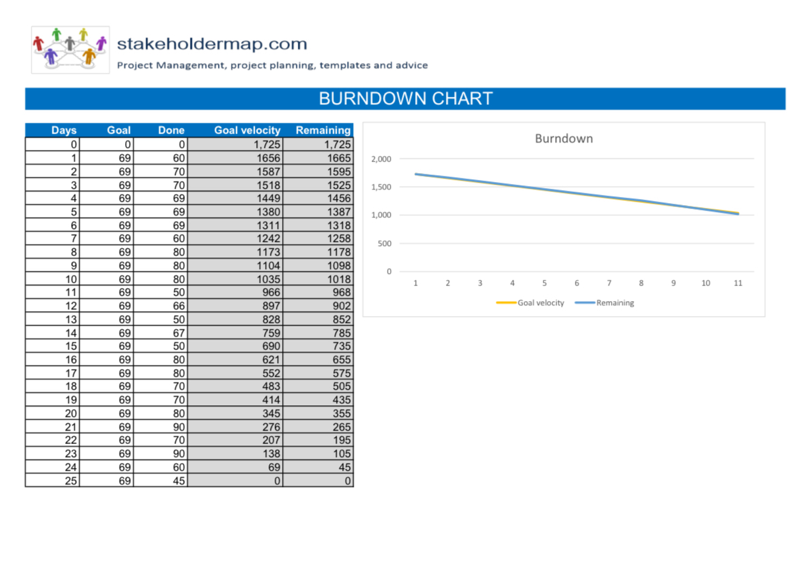 stakeholdermap.com
Project Management, project planning, templates and advice
BURNDOWN CHART
Days Goal Done Goal velocity Remaining
0 0 0 1,725 1,725
1 69 60 1656 1665
2 69 70 1587 1595
3 69 70 1518 1525
4 69 69 1449 1456
5 69 69 1380 1387
6 69 69 1311 1318
7 69 60 1242 1258
8 69 80 1173 1178
9 69 80 1104 1098
10 69 80 1035 1018
11 69 50 966 968
12 69 66 897 902
13 69 50 828 852
14 69 67 759 785
15 69 50 690 735
16 69 80 621 655
17 69 80 552 575
18 69 70 483 505
19 69 70 414 435
20 69 80 345 355
21 69 90 276 265
22 69 70 207 195
23 69 90 138 105
24 69 60 69 45
25 69 45 0 0
Burndown
2,000
1,500
1,000
500
0
1 2 3 4 5 6 7 8 9 10 11
Goal velocity Remaining